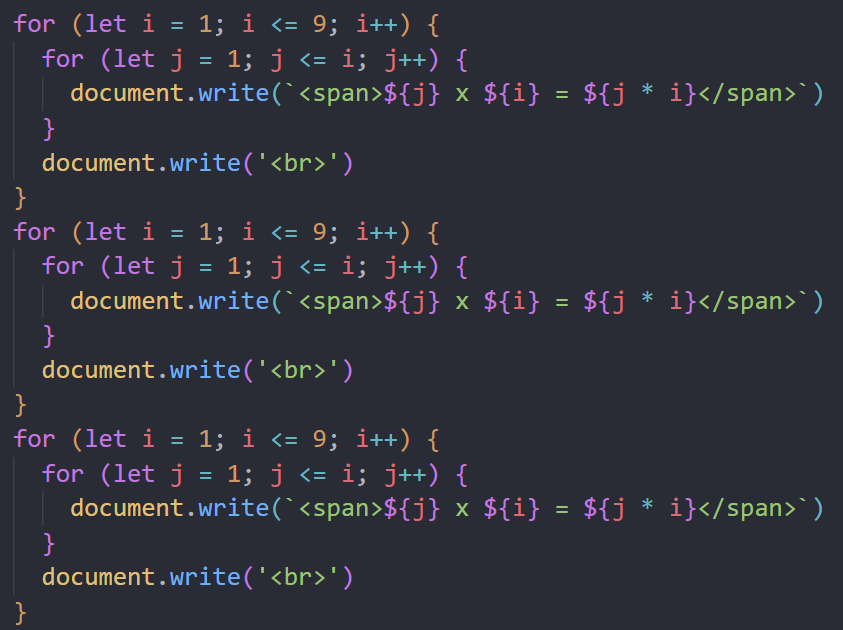 for (let i = 1; i <= 9; i++) {
  for (let j = 1; j <= i; j++) {
    document.write(`<span>${j} x ${i} = ${j * i}</span>`)
  }
  document.write('<br>')
}
for (let i = 1; i <= 9; i++) {
  for (let j = 1; j <= i; j++) {
    document.write(`<span>${j} x ${i} = ${j * i}</span>`)
  }
  document.write('<br>')
}
for (let i = 1; i <= 9; i++) {
  for (let j = 1; j <= i; j++) {
    document.write(`<span>${j} x ${i} = ${j * i}</span>`)
  }
  document.write('<br>')
}